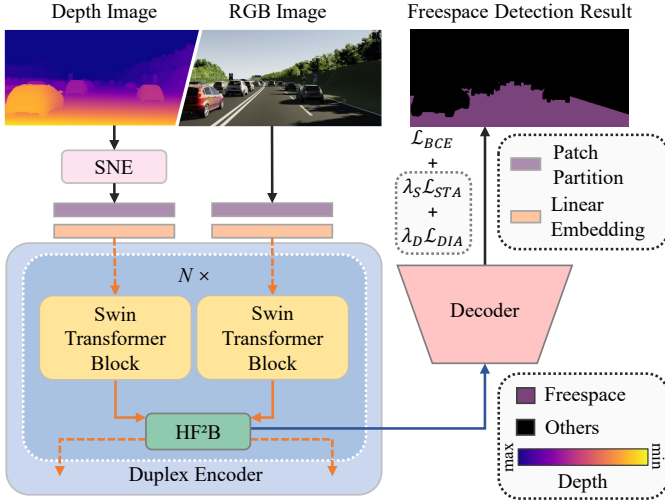 Depth Image
RGB Image
Freespace Detection Result
SNE
ℒ_BCE
+
λ_Sℒ_STA
+
λ_Dℒ_DIA
Patch
Partition
Linear
Embedding
N ×
Swin
Transformer
Block
Swin
Transformer
Block
HF²B
Duplex Encoder
Decoder
Freespace
Others
max
min
Depth